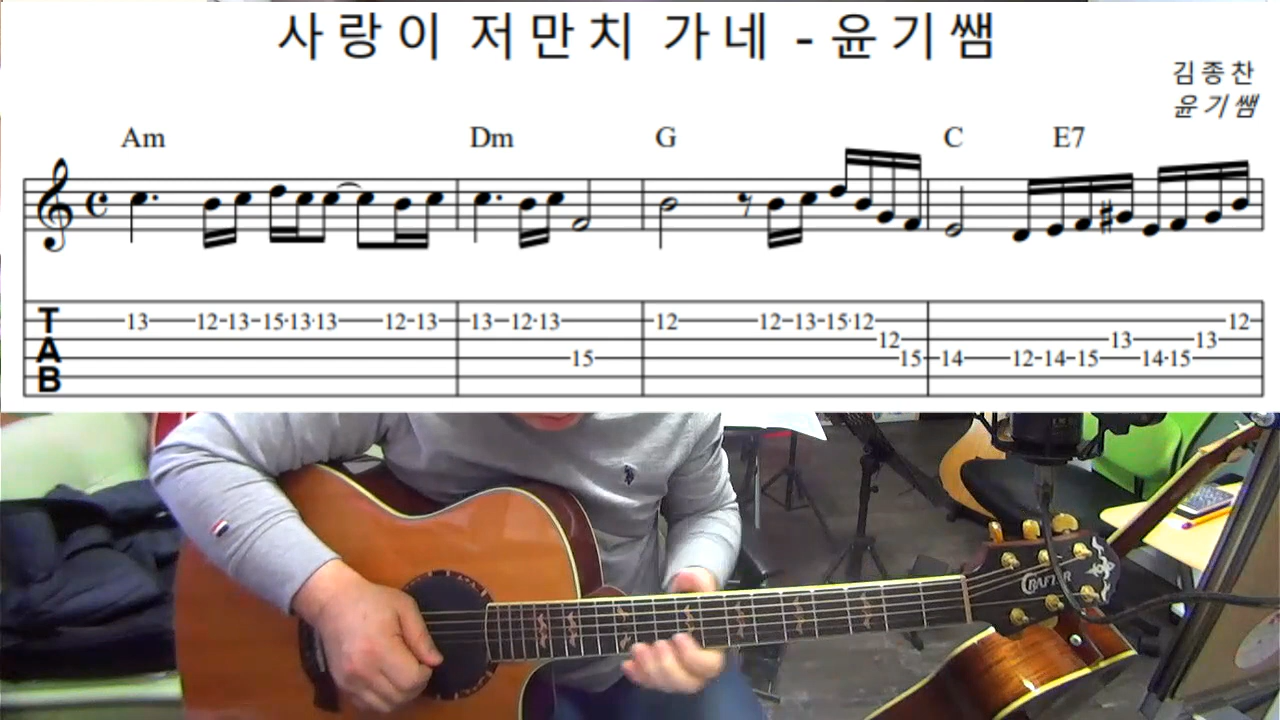 사랑이 저만치 가네 - 윤기쌤
김종찬
윤기쌤
Am Dm G C E7
T 13 12 13 15 13 13 12 13 13 12 13 12 12 13 15 12 12
A 12 13 13
B 15 15 14 12 14 15 14 15
CRAFTER